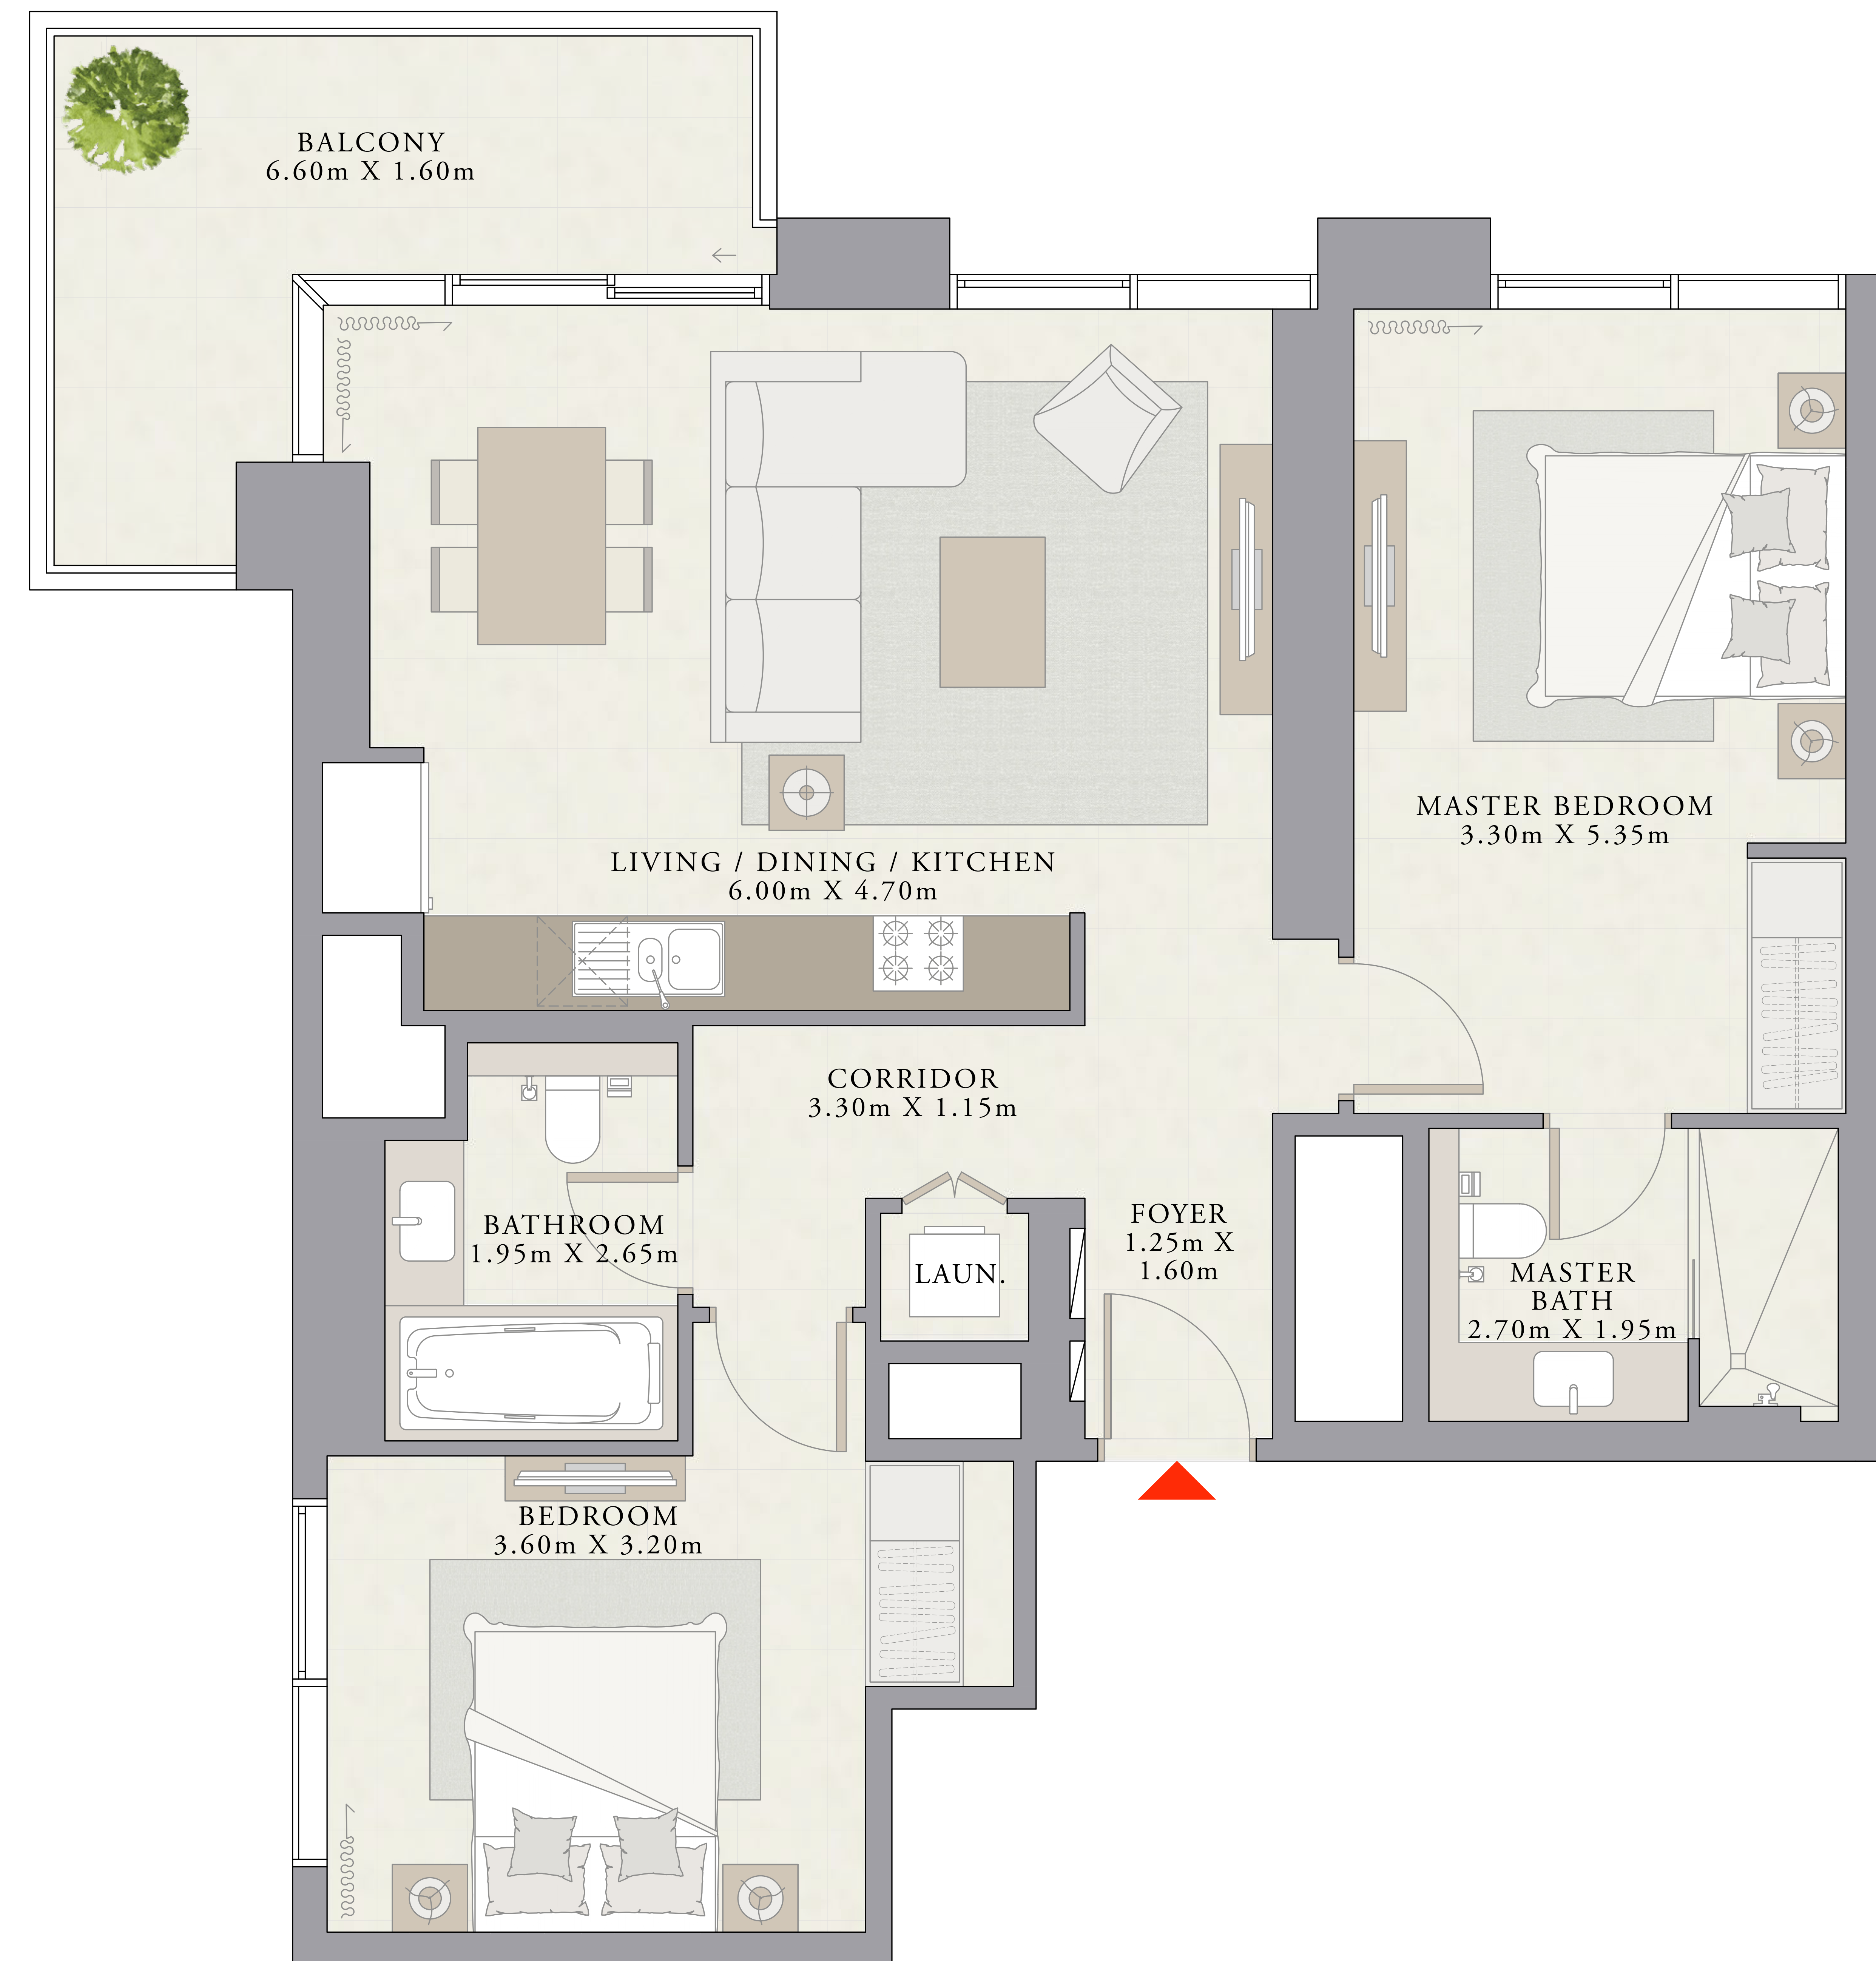 BALCONY
6.60m X 1.60m
MASTER BEDROOM
3.30m X 5.35m
LIVING / DINING / KITCHEN
6.00m X 4.70m
CORRIDOR
3.30m X 1.15m
FOYER
1.25m X
1.60m
BATHROOM
1.95m X 2.65m
LAUN.
MASTER
BATH
2.70m X 1.95m
BEDROOM
3.60m X 3.20m